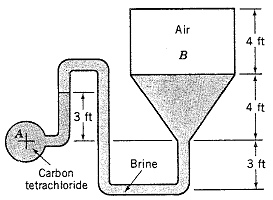 Air
B
4 ft
A
3 ft
4 ft
Brine
3 ft
Carbon
tetrachloride